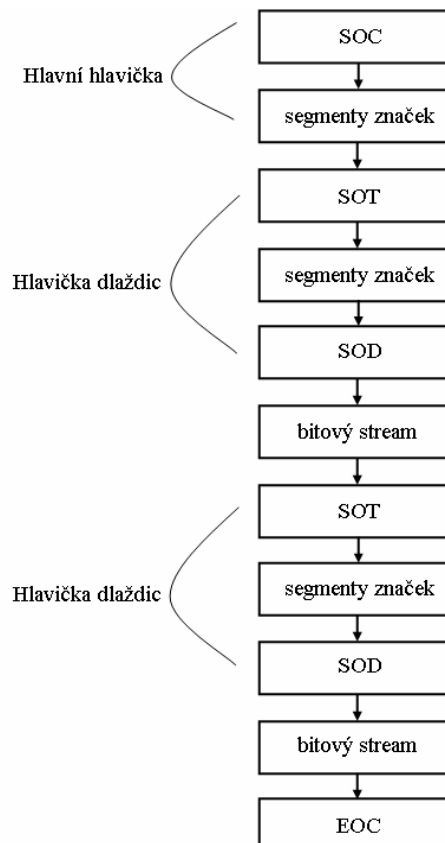 SOC
Hlavní hlavička
segmenty značek
SOT
segmenty značek
Hlavička dlaždic
SOD
bitový stream
SOT
segmenty značek
Hlavička dlaždic
SOD
bitový stream
EOC